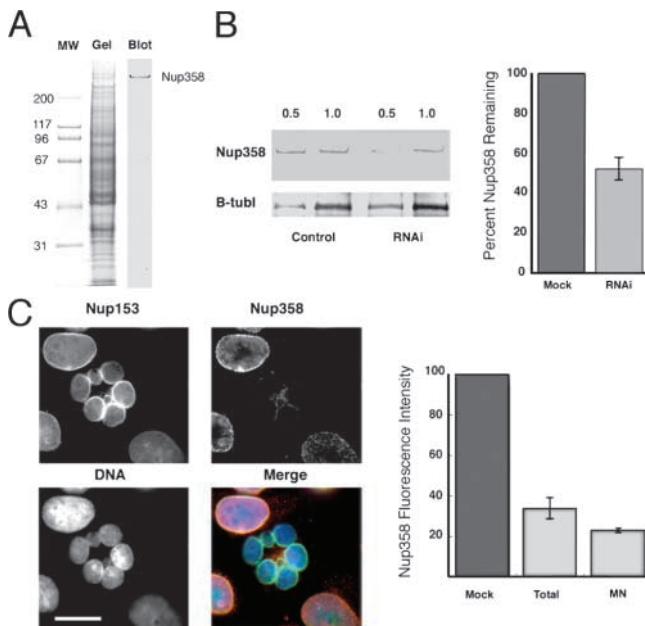 A
MW Gel Blot
Nup358
200
117
96
67
43
31
B
0.5 1.0 0.5 1.0
Nup358
B-tubl
Control RNAi
Percent Nup358 Remaining
100
80
60
40
20
0
Mock RNAi
C
Nup153 Nup358
DNA Merge
Nup358 Fluorescence Intensity
100
80
60
40
20
Mock Total MN